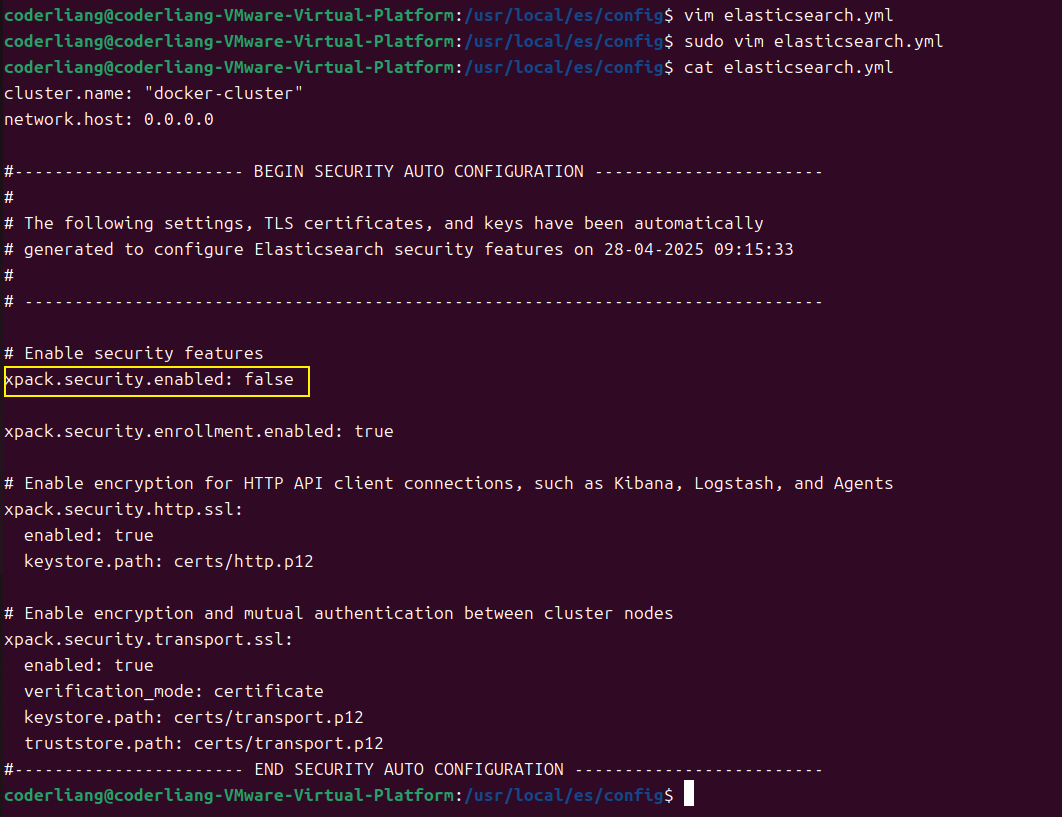 coderliang@coderliang-VMware-Virtual-Platform:/usr/local/es/config$ vim elasticsearch.yml
coderliang@coderliang-VMware-Virtual-Platform:/usr/local/es/config$ sudo vim elasticsearch.yml
coderliang@coderliang-VMware-Virtual-Platform:/usr/local/es/config$ cat elasticsearch.yml
cluster.name: "docker-cluster"
network.host: 0.0.0.0

#----------------------- BEGIN SECURITY AUTO CONFIGURATION -----------------------
#
# The following settings, TLS certificates, and keys have been automatically
# generated to configure Elasticsearch security features on 28-04-2025 09:15:33
#
# --------------------------------------------------------------------------------

# Enable security features
xpack.security.enabled: false

xpack.security.enrollment.enabled: true

# Enable encryption for HTTP API client connections, such as Kibana, Logstash, and Agents
xpack.security.http.ssl:
  enabled: true
  keystore.path: certs/http.p12

# Enable encryption and mutual authentication between cluster nodes
xpack.security.transport.ssl:
  enabled: true
  verification_mode: certificate
  keystore.path: certs/transport.p12
  truststore.path: certs/transport.p12
#----------------------- END SECURITY AUTO CONFIGURATION -------------------------
coderliang@coderliang-VMware-Virtual-Platform:/usr/local/es/config$